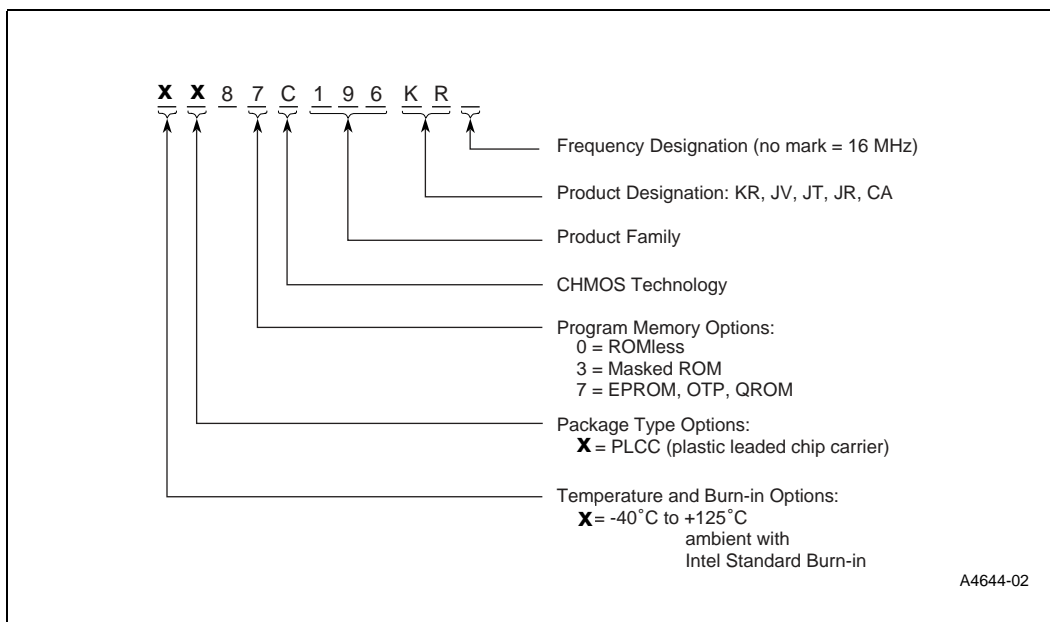 X X 8 7 C 1 9 6 K R _
Frequency Designation (no mark = 16 MHz)
Product Designation: KR, JV, JT, JR, CA
Product Family
CHMOS Technology
Program Memory Options:
0 = ROMless
3 = Masked ROM
7 = EPROM, OTP, QROM
Package Type Options:
X = PLCC (plastic leaded chip carrier)
Temperature and Burn-in Options:
X = -40˚C to +125˚C
ambient with
Intel Standard Burn-in
A4644-02